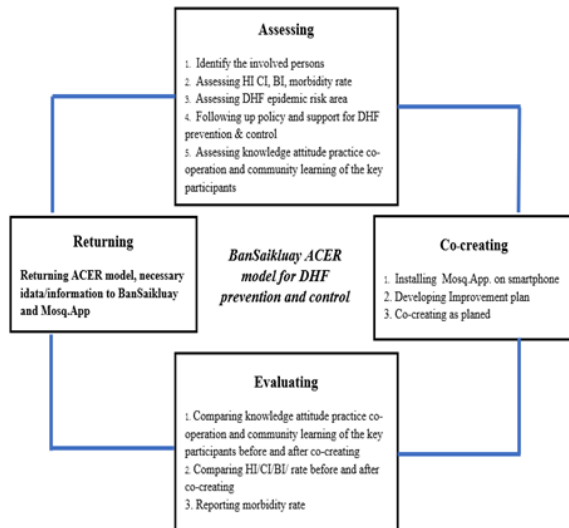 Assessing
1. Identify the involved persons
2. Assessing HI CI, BI, morbidity rate
3. Assessing DHF epidemic risk area
4. Following up policy and support for DHF
prevention & control
5. Assessing knowledge attitude practice co-
operation and community learning of the key
participants
Returning
Returning ACER model, necessary
idata/information to BanSaikluay
and Mosq.App
BanSaikluay ACER
model for DHF
prevention and control
Co-creating
1. Installing Mosq.App. on smartphone
2. Developing Improvement plan
3. Co-creating as planed
Evaluating
1. Comparing knowledge attitude practice co-
operation and community learning of the key
participants before and after co-creating
2. Comparing HI/CI/BI/ rate before and after
co-creating
3. Reporting morbidity rate